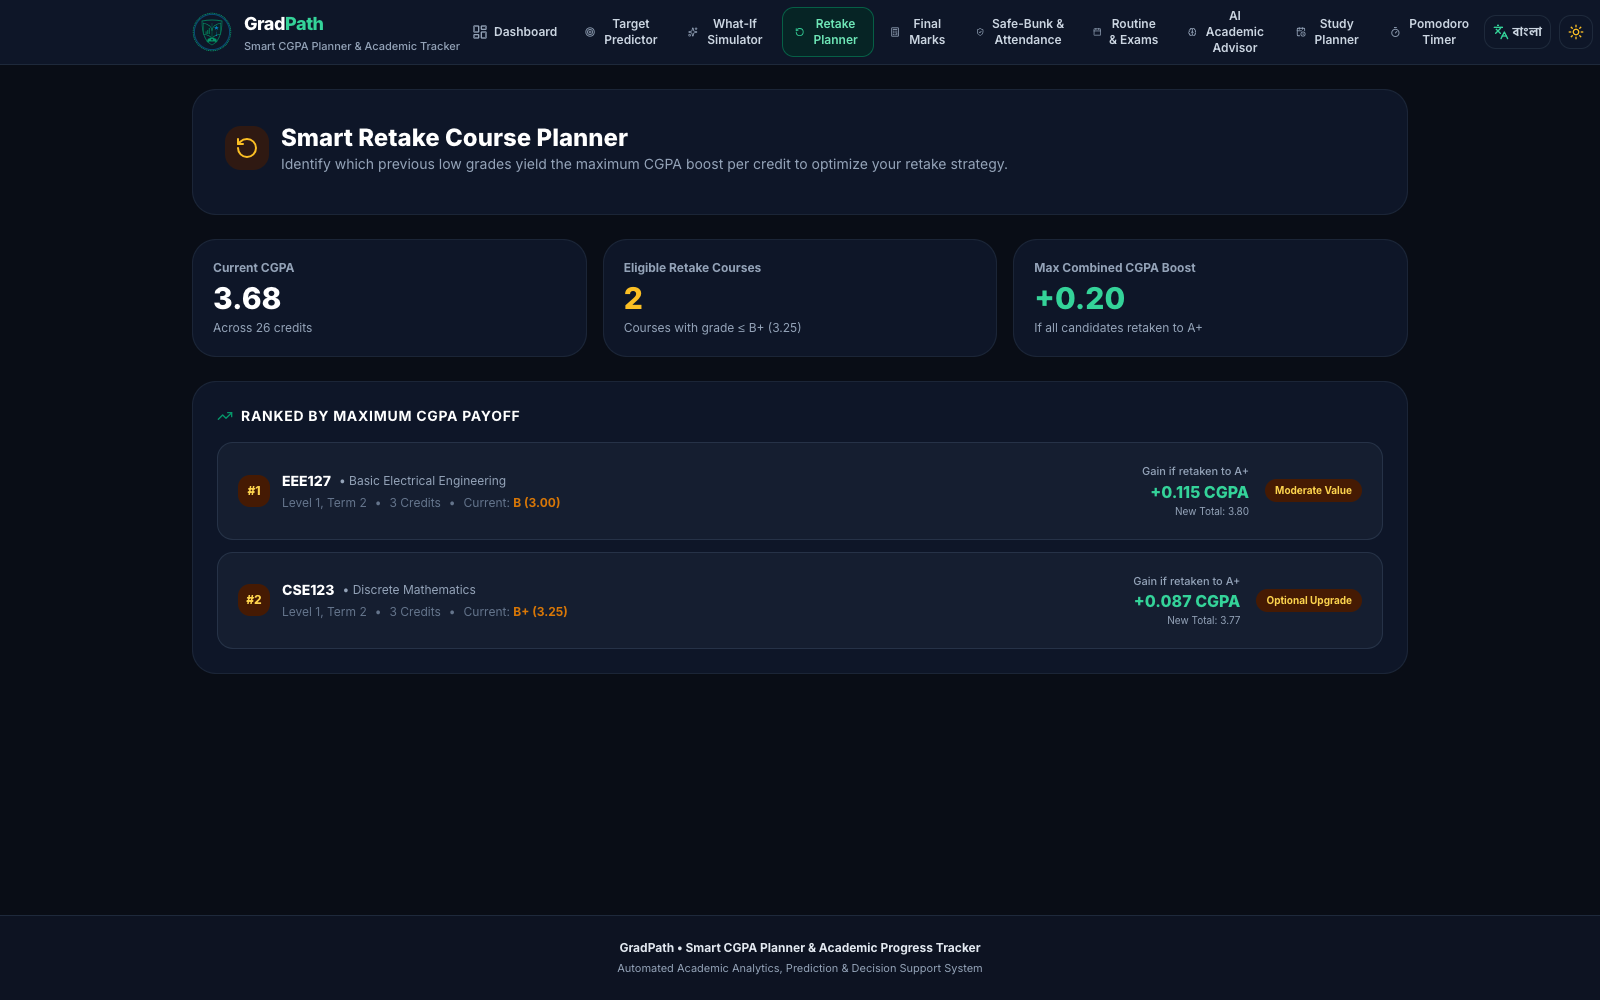 GradPath
Smart CGPA Planner & Academic Tracker
Dashboard
Target
Predictor
What-If
Simulator
Retake
Planner
Final
Marks
Safe-Bunk &
Attendance
Routine
& Exams
AI
Academic
Advisor
Study
Planner
Pomodoro
Timer
বাংলা
Smart Retake Course Planner
Identify which previous low grades yield the maximum CGPA boost per credit to optimize your retake strategy.
Current CGPA
3.68
Across 26 credits
Eligible Retake Courses
2
Courses with grade ≤ B+ (3.25)
Max Combined CGPA Boost
+0.20
If all candidates retaken to A+
RANKED BY MAXIMUM CGPA PAYOFF
#1
EEE127 • Basic Electrical Engineering
Level 1, Term 2 • 3 Credits • Current: B (3.00)
Gain if retaken to A+
+0.115 CGPA
New Total: 3.80
Moderate Value
#2
CSE123 • Discrete Mathematics
Level 1, Term 2 • 3 Credits • Current: B+ (3.25)
Gain if retaken to A+
+0.087 CGPA
New Total: 3.77
Optional Upgrade
GradPath • Smart CGPA Planner & Academic Progress Tracker
Automated Academic Analytics, Prediction & Decision Support System